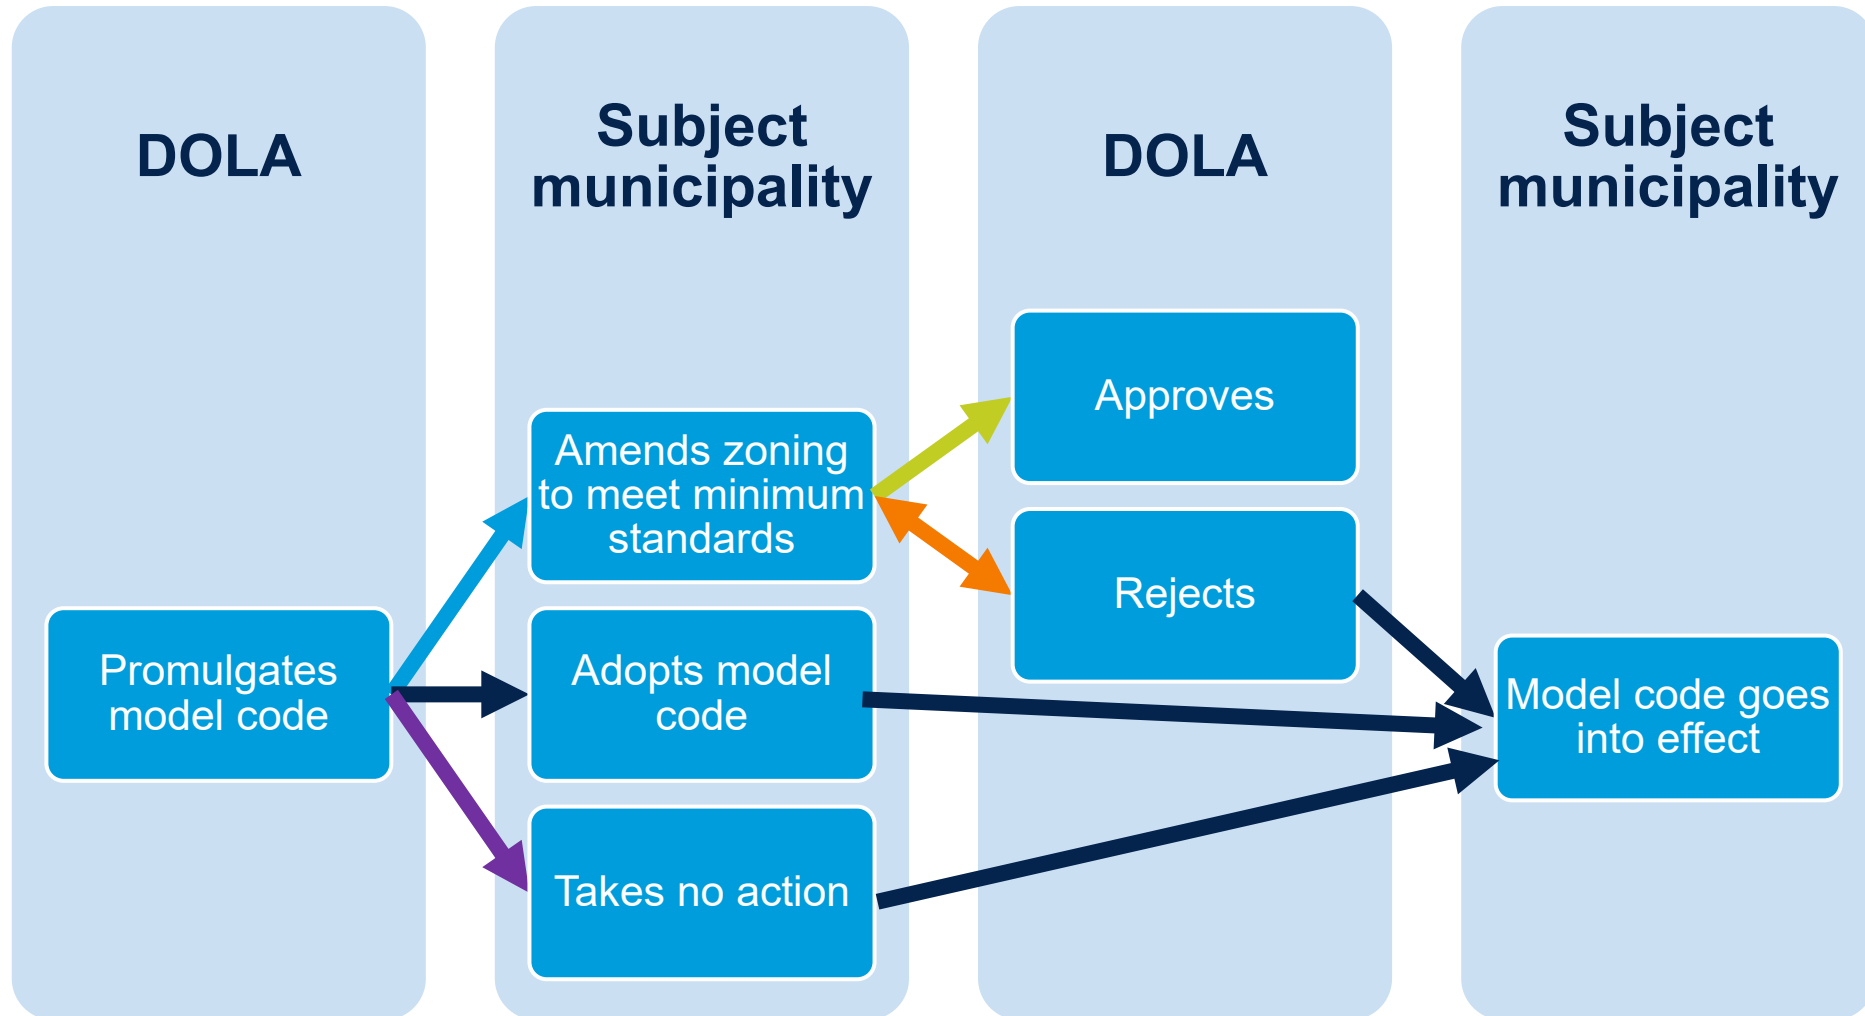 DOLA
Subject
municipality
DOLA
Subject
municipality
Promulgates
model code
Amends zoning
to meet minimum
standards
Adopts model
code
Takes no action
Approves
Rejects
Model code goes
into effect